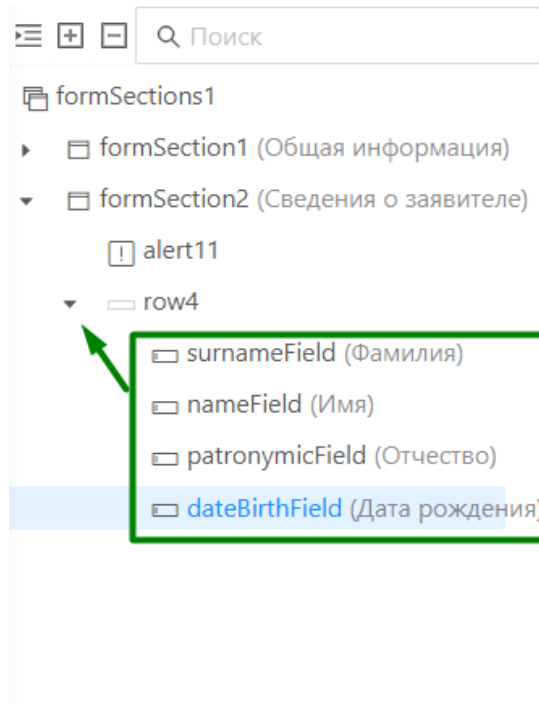 Поиск
formSections1
formSection1 (Общая информация)
formSection2 (Сведения о заявителе)
alert11
row4
surnameField (Фамилия)
nameField (Имя)
patronymicField (Отчество)
dateBirthField (Дата рождения)